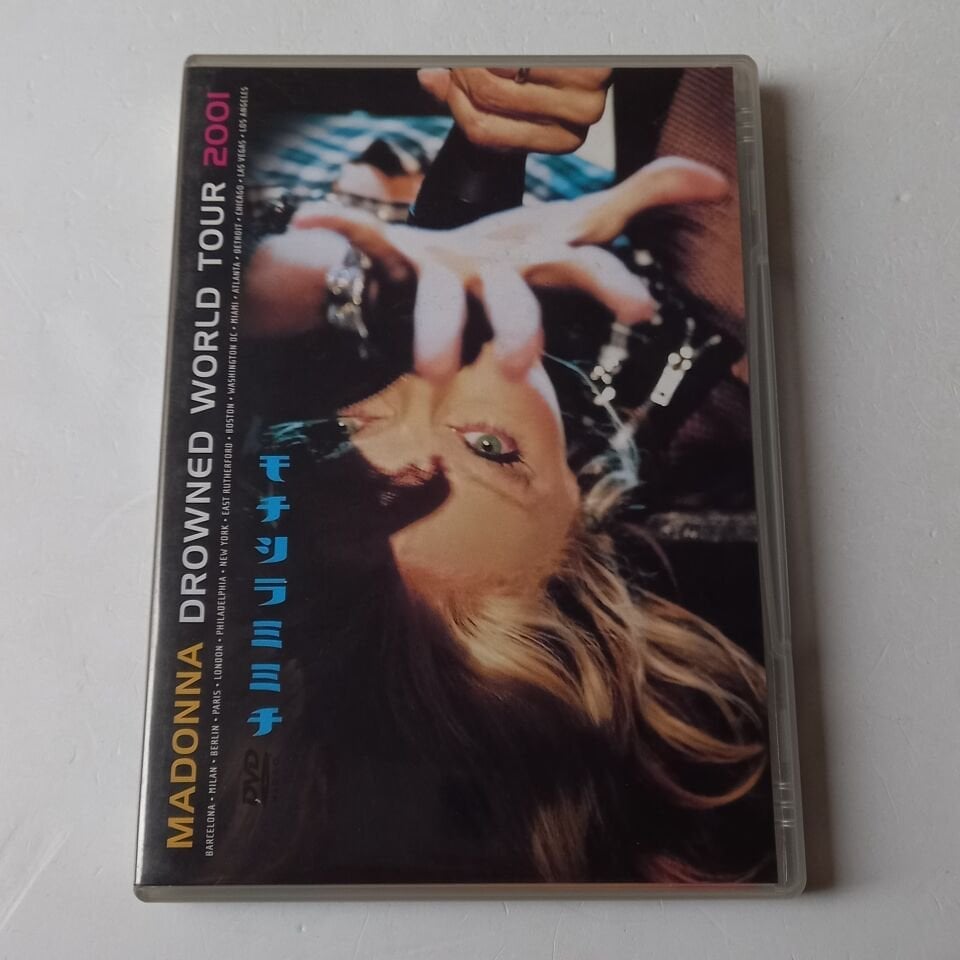 MADONNA DROWNED WORLD TOUR 2001
BARCELONA • MILAN • BERLIN • PARIS • LONDON • PHILADELPHIA • NEW YORK • EAST RUTHERFORD • BOSTON • WASHINGTON DC • MIAMI • ATLANTA • DETROIT • CHICAGO • LAS VEGAS • LOS ANGELES
モチシラミミチ
DVD